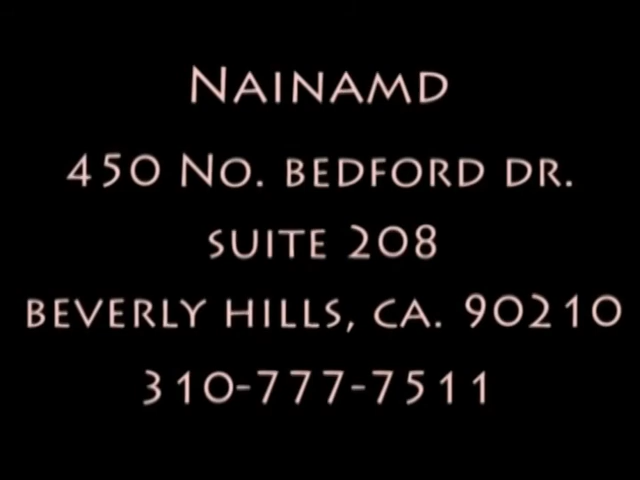 NAINAMD
450 NO. BEDFORD DR.
SUITE 208
BEVERLY HILLS, CA. 90210
310-777-7511